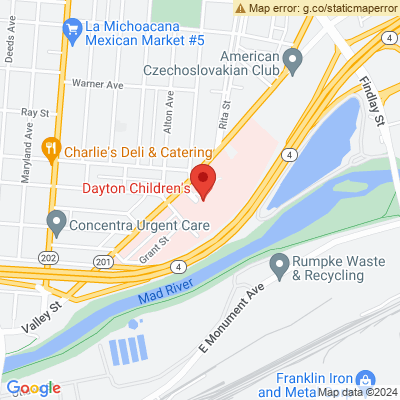 Map error: g.co/staticmaperror
La Michoacana
Mexican Market #5
Deeds Ave
Warner Ave
American
Czechoslovakian Club
4
Findlay St
Ray St
Alton Ave
Rita St
Maryland Ave
Charlie's Deli & Catering
4
Dayton Children's
Concentra Urgent Care
Grant St
202
201
4
Rumpke Waste
& Recycling
Mad River
Valley St
E Monument Ave
Google
Franklin Iron
and Meta
Map data ©2024